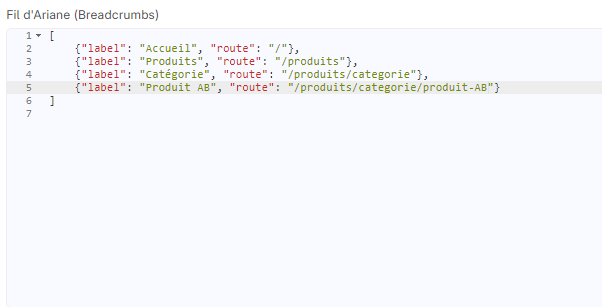 Fil d'Ariane (Breadcrumbs)
1 [
2 {"label": "Accueil", "route": "/"},
3 {"label": "Produits", "route": "/produits"},
4 {"label": "Catégorie", "route": "/produits/categorie"},
5 {"label": "Produit AB", "route": "/produits/categorie/produit-AB"}
6 ]
7